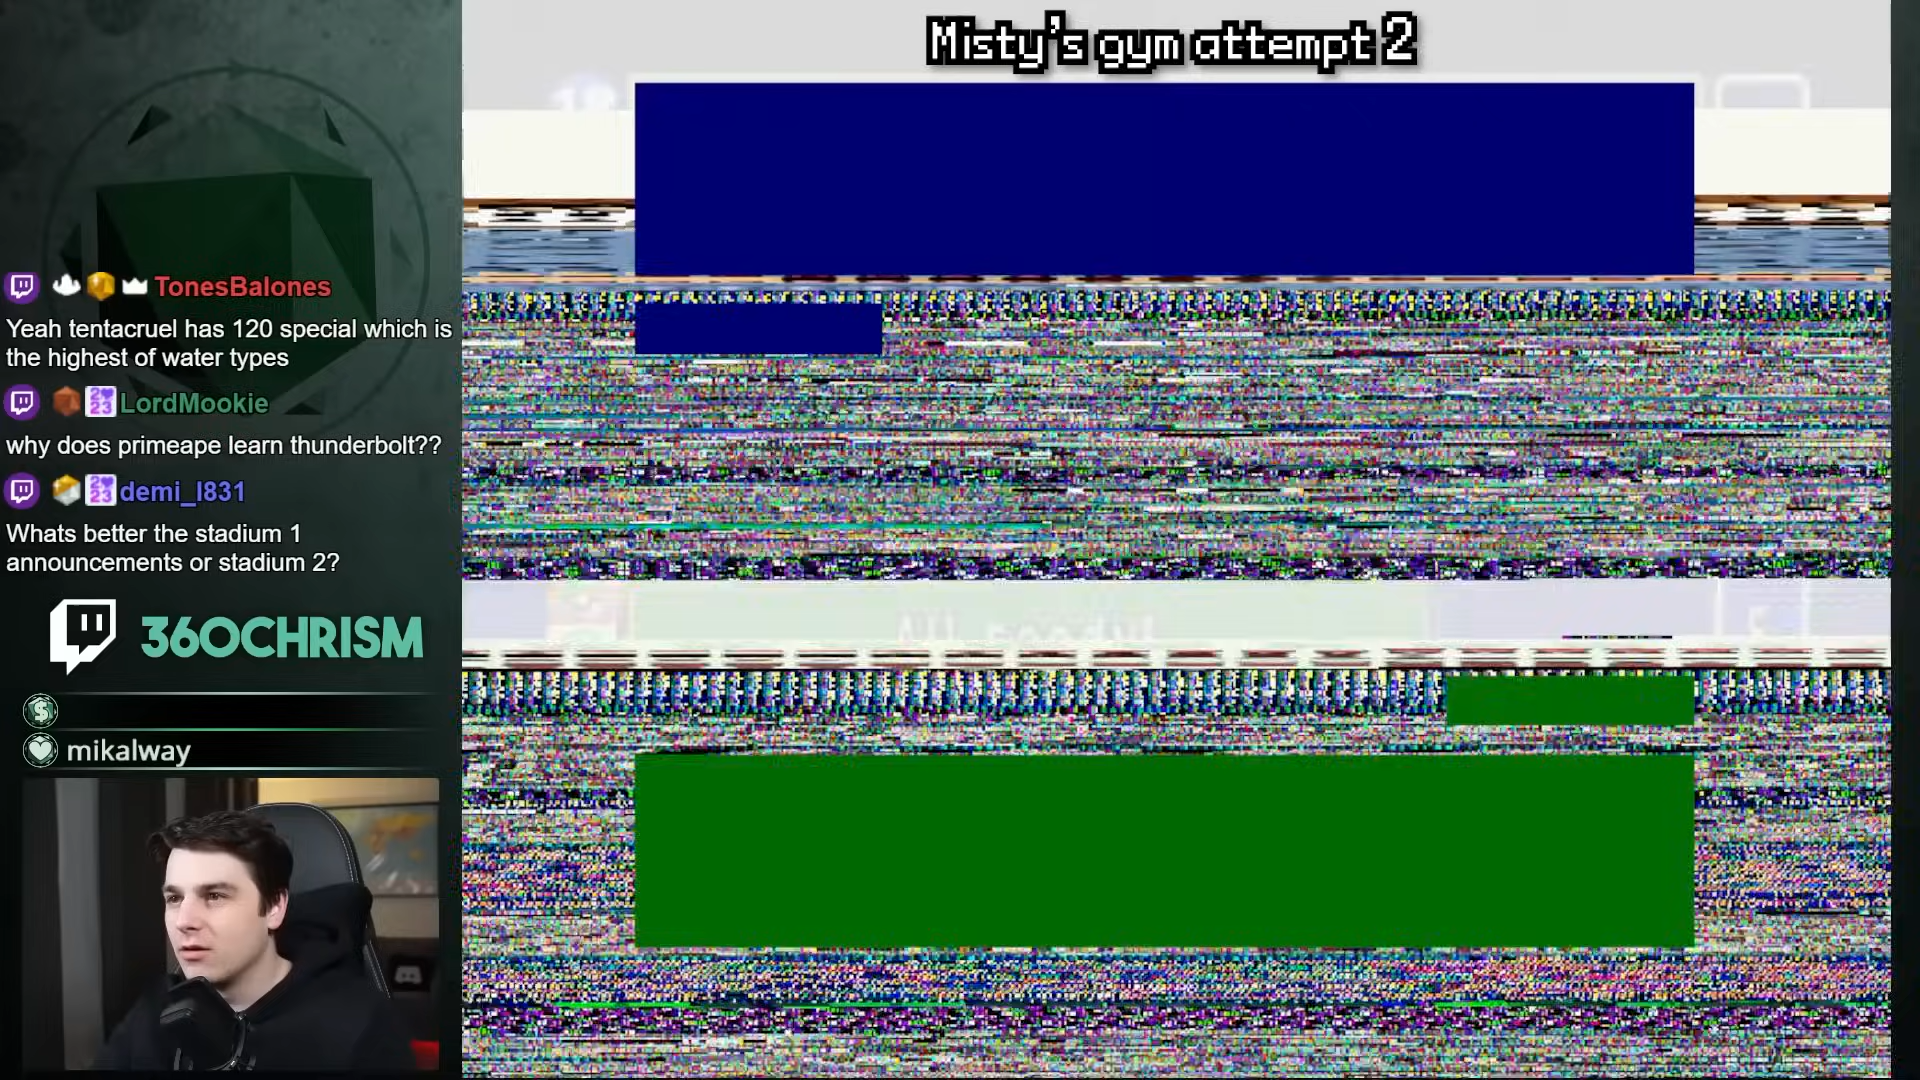 Misty's gym attempt 2
TonesBalones
Yeah tentacruel has 120 special which is
the highest of water types
LordMookie
why does primeape learn thunderbolt??
demi_l831
Whats better the stadium 1
announcements or stadium 2?
360CHRISM
mikalway